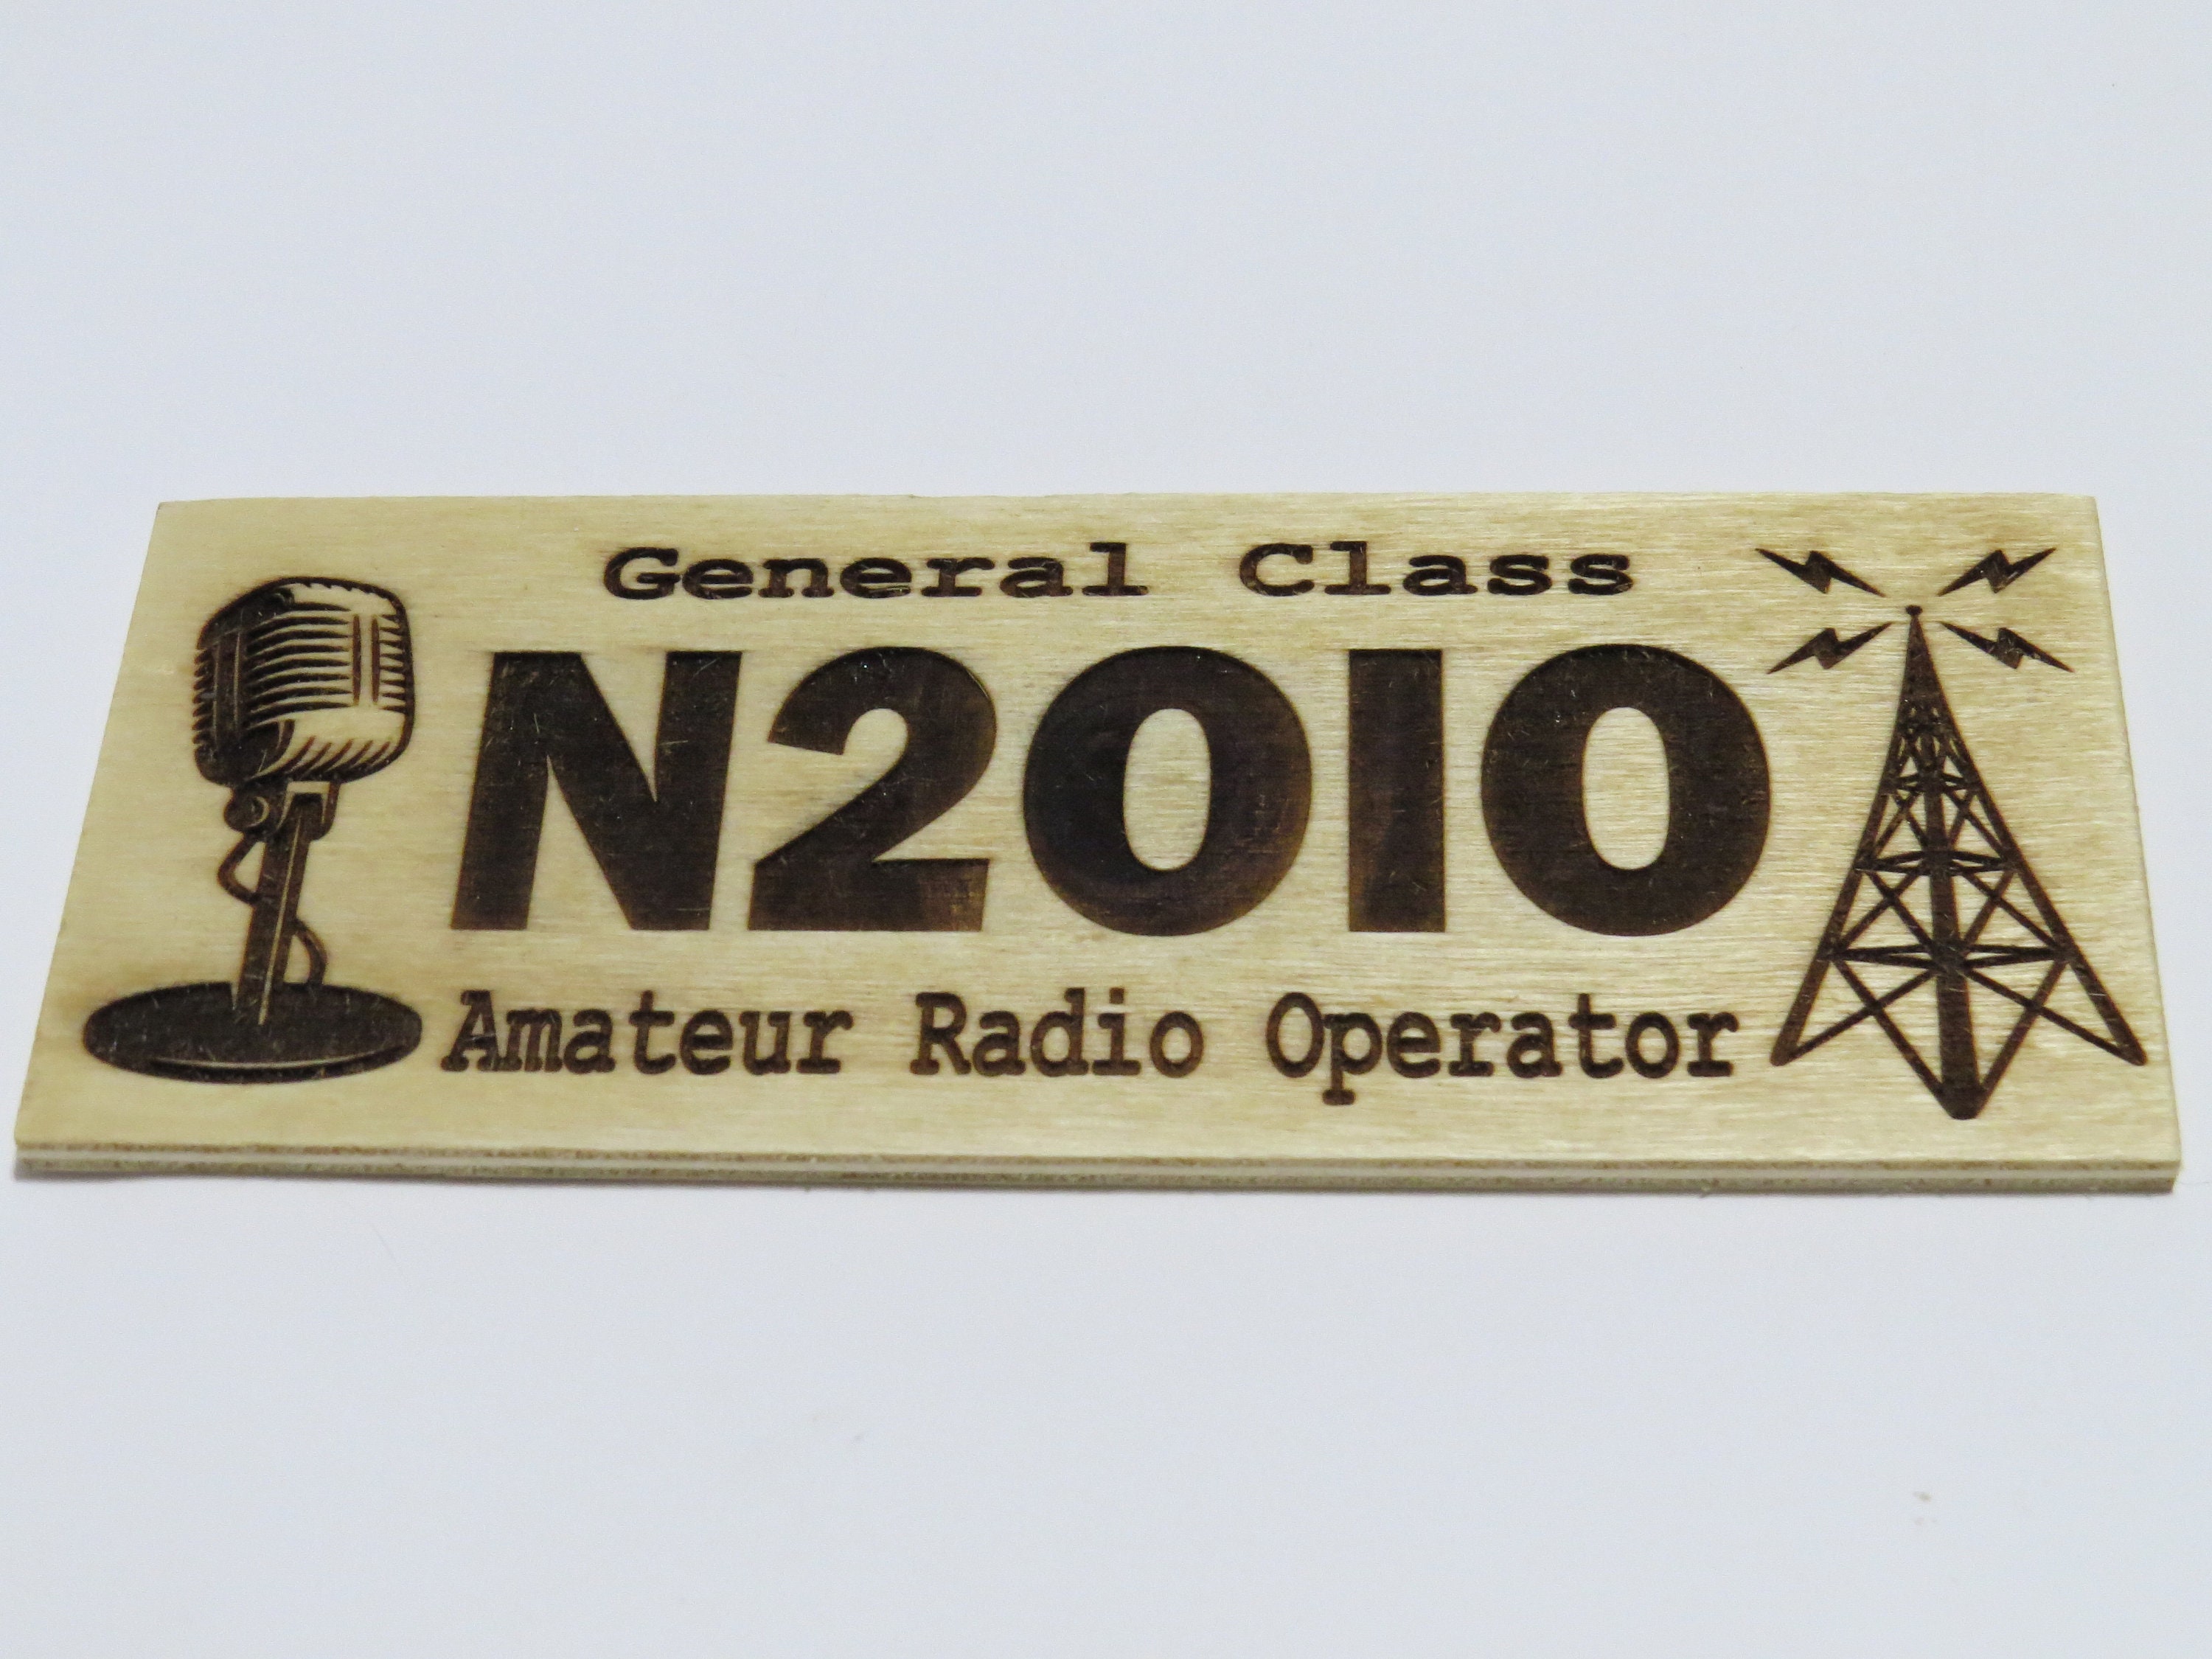 General Class
N2OIO
Amateur Radio Operator